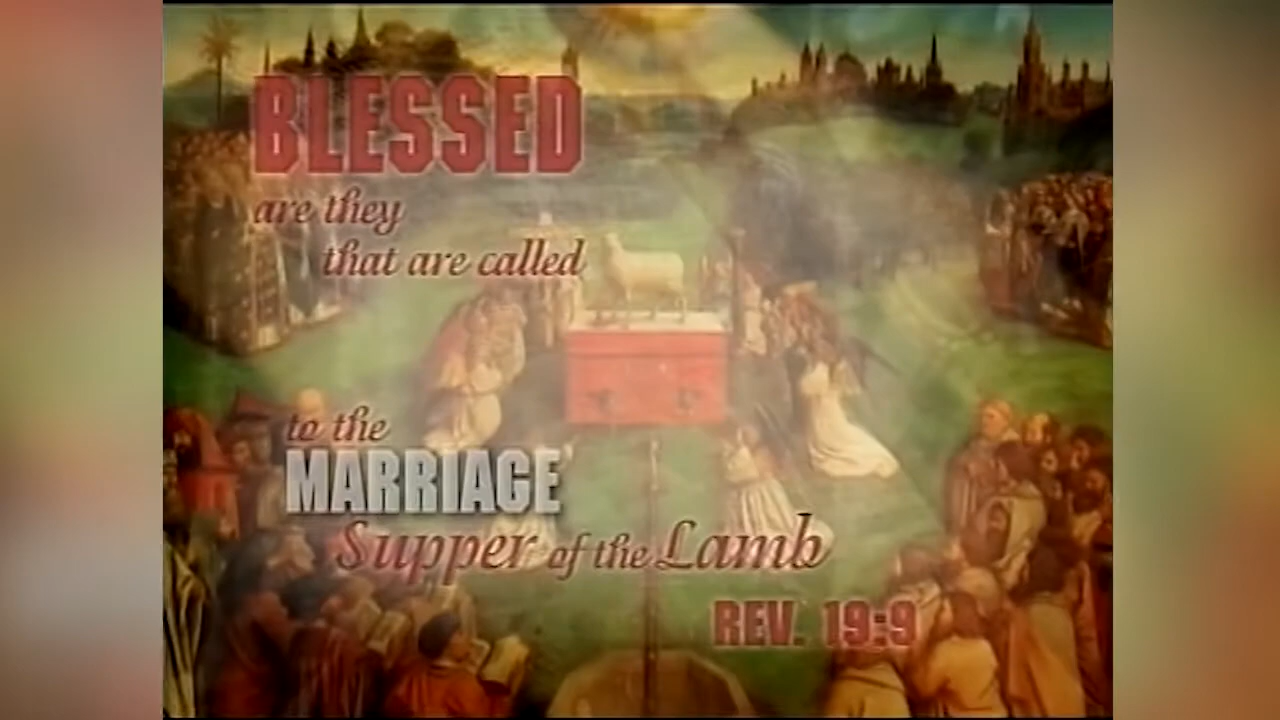 BLESSED
are they
that are called
to the
MARRIAGE
Supper of the Lamb
REV. 19:9